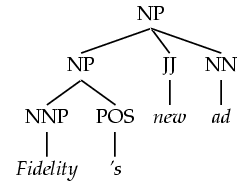 NP
NP JJ NN
NNP POS new ad
Fidelity 's